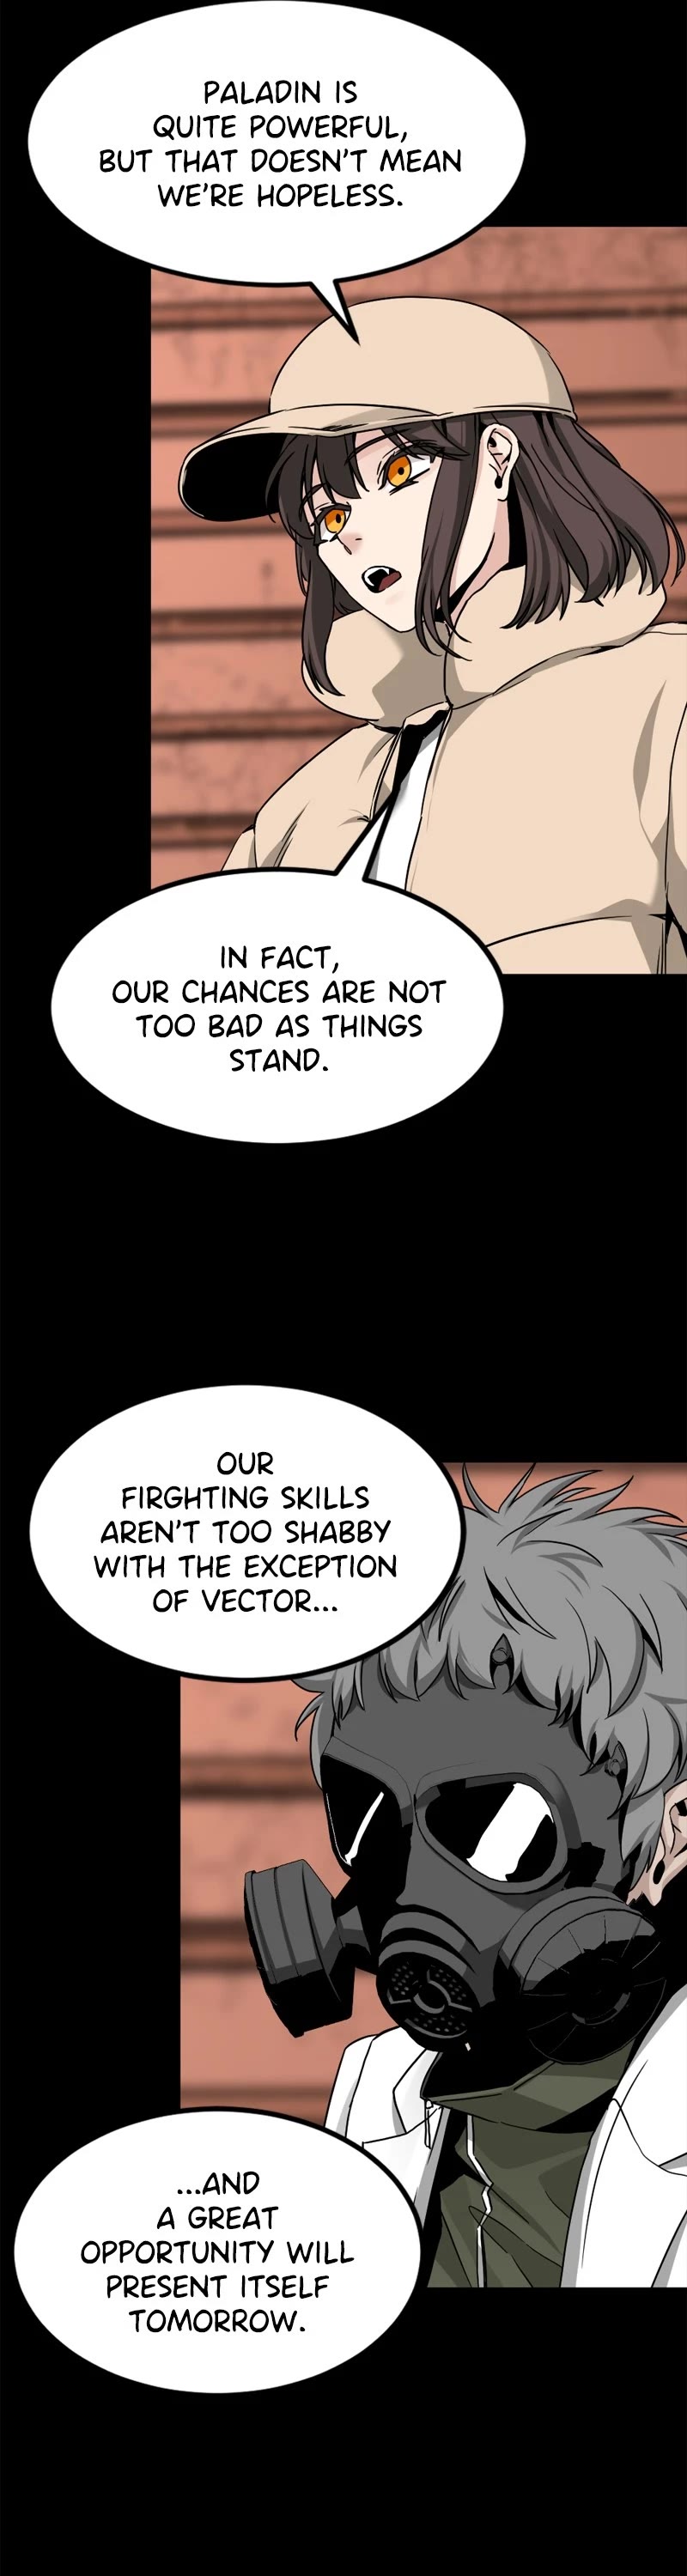 PALADIN IS
QUITE POWERFUL,
BUT THAT DOESN'T MEAN
WE'RE HOPELESS.
IN FACT,
OUR CHANCES ARE NOT
TOO BAD AS THINGS
STAND.
OUR
FIRGHTING SKILLS
AREN'T TOO SHABBY
WITH THE EXCEPTION
OF VECTOR...
...AND
A GREAT
OPPORTUNITY WILL
PRESENT ITSELF
TOMORROW.